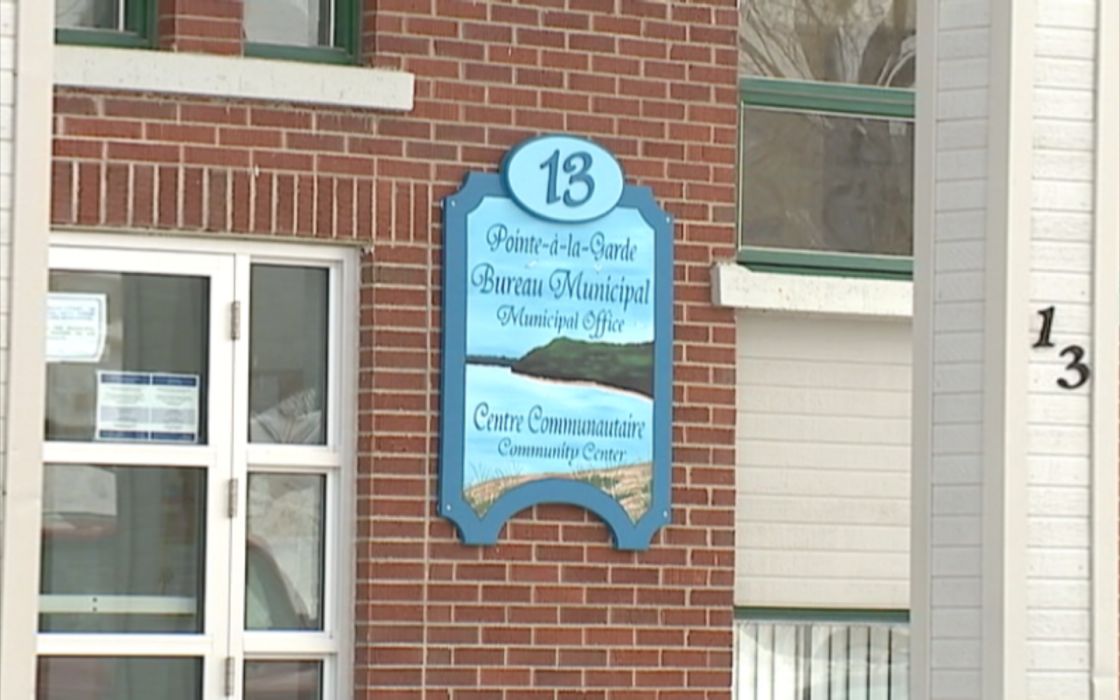 13
Pointe-à-la-Garde
Bureau Municipal
Municipal Office
Centre Communautaire
Community Center
13